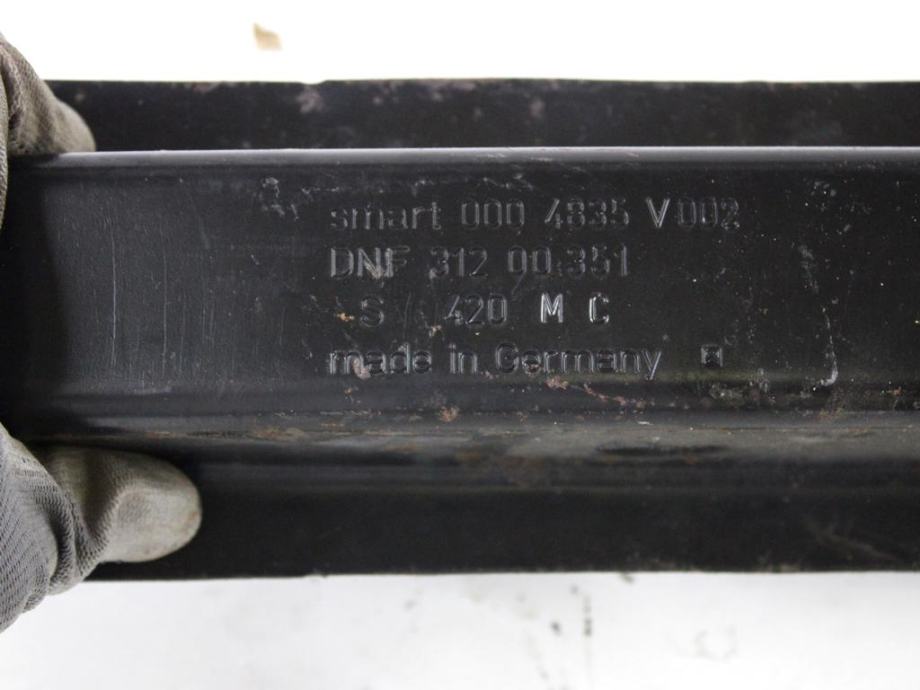 smart 000 4835 V002
DNF 312 00.351
S 420 M C
made in Germany